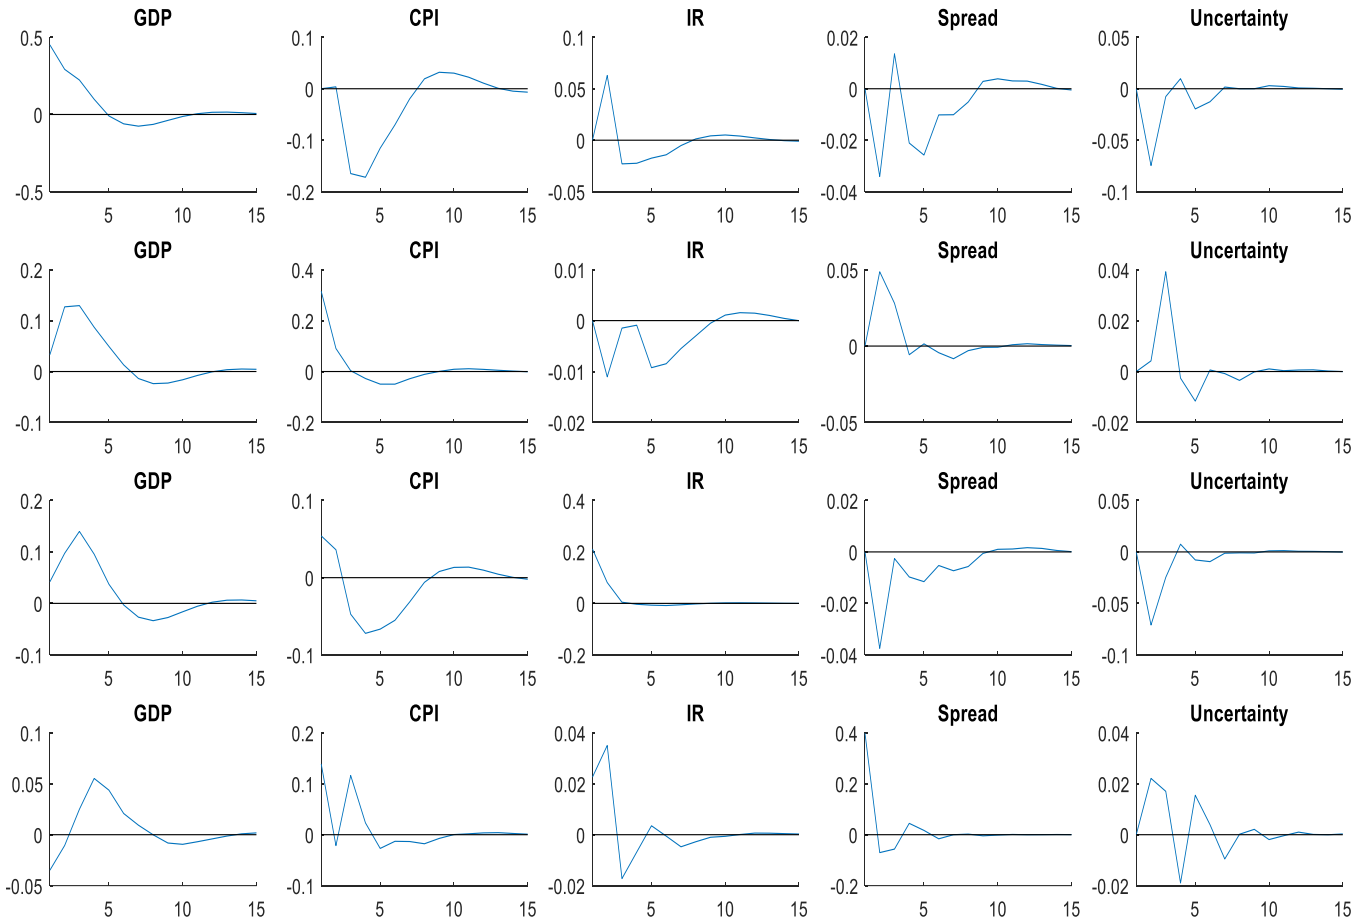 GDP CPI IR Spread Uncertainty
0.5 0.1 0.1 0.02 0.05
0 0 0.05 0 0
-0.1 0 -0.02 -0.05
-0.5 -0.2 -0.05 -0.04 -0.1
5 10 15 5 10 15 5 10 15 5 10 15 5 10 15
GDP CPI IR Spread Uncertainty
0.2 0.4 0.01 0.05 0.04
0.1 0.2 0 0 0.02
0 0 -0.01 0
-0.1 -0.2 -0.02 -0.05 -0.02
5 10 15 5 10 15 5 10 15 5 10 15 5 10 15
GDP CPI IR Spread Uncertainty
0.2 0.1 0.4 0.02 0.05
0.1 0 0.2 0 0
0 0 -0.02 -0.05
-0.1 -0.1 -0.2 -0.04 -0.1
5 10 15 5 10 15 5 10 15 5 10 15 5 10 15
GDP CPI IR Spread Uncertainty
0.1 0.2 0.04 0.4 0.04
0.05 0.1 0.02 0.2 0.02
0 0 0 0 0
-0.05 -0.1 -0.02 -0.2 -0.02
5 10 15 5 10 15 5 10 15 5 10 15 5 10 15